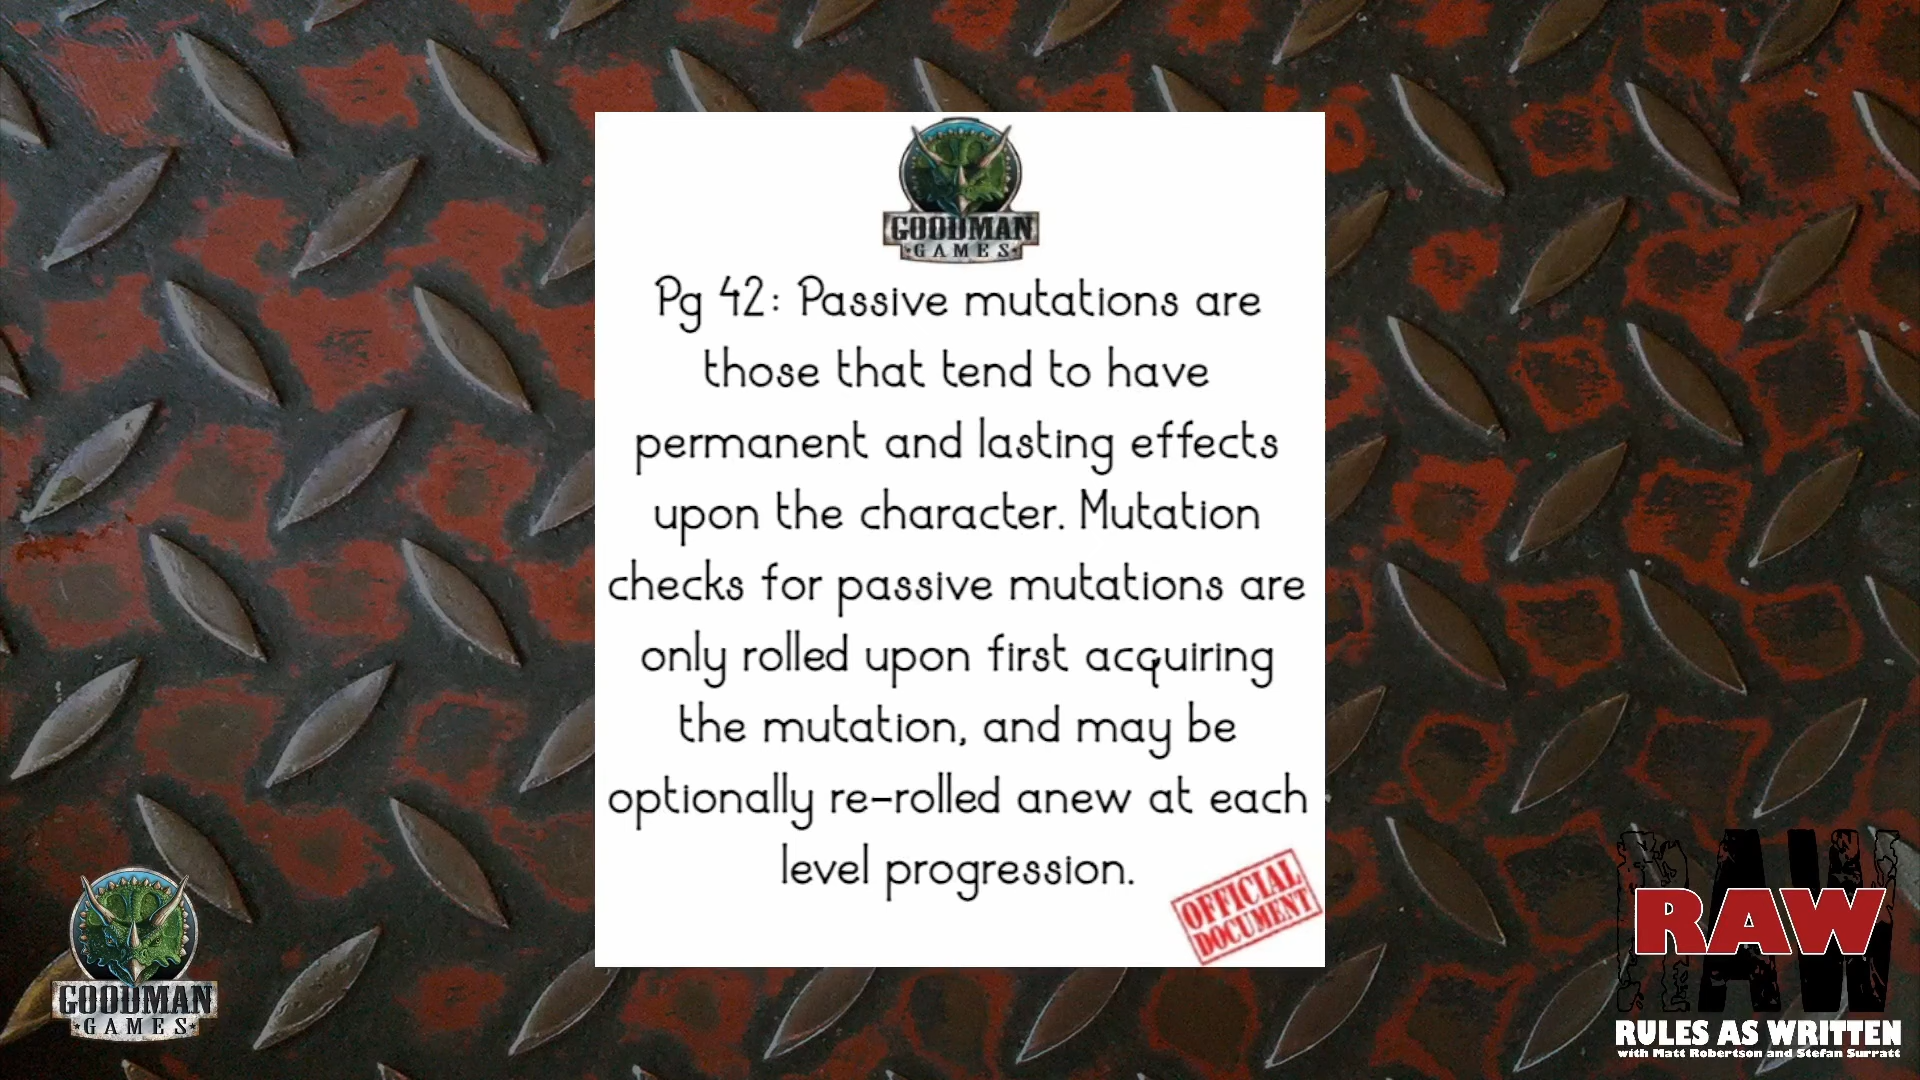 GOODMAN
GAMES
Pg 42: Passive mutations are
those that tend to have
permanent and lasting effects
upon the character. Mutation
checks for passive mutations are
only rolled upon first acquiring
the mutation, and may be
optionally re-rolled anew at each
level progression.
OFFICIAL
DOCUMENT
GOODMAN
GAMES
RAW
RAW
RULES AS WRITTEN
with Matt Robertson and Stefan Surratt